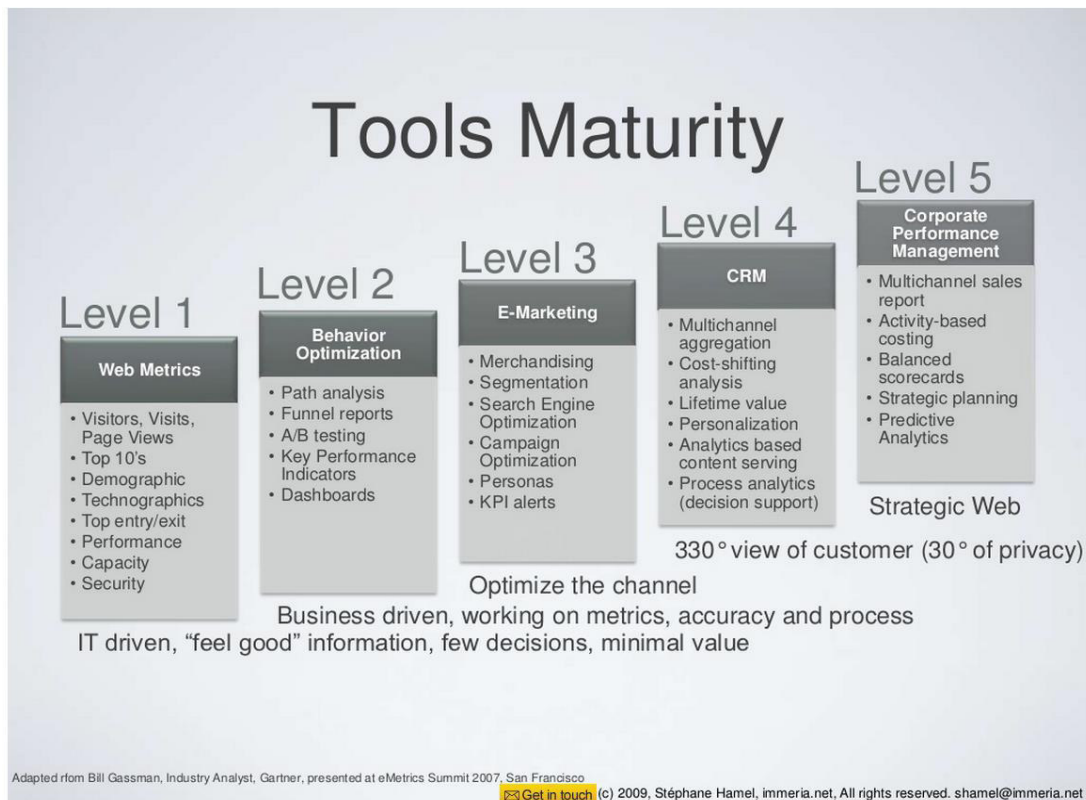 Tools Maturity
Level 1
Web Metrics
• Visitors, Visits,
Page Views
• Top 10's
• Demographic
• Technographics
• Top entry/exit
• Performance
• Capacity
• Security
Level 2
Behavior
Optimization
• Path analysis
• Funnel reports
• A/B testing
• Key Performance
Indicators
• Dashboards
Level 3
E-Marketing
• Merchandising
• Segmentation
• Search Engine
Optimization
• Campaign
Optimization
• Personas
• KPI alerts
Level 4
CRM
• Multichannel
aggregation
• Cost-shifting
analysis
• Lifetime value
• Personalization
• Analytics based
content serving
• Process analytics
(decision support)
Level 5
Corporate
Performance
Management
• Multichannel sales
report
• Activity-based
costing
• Balanced
scorecards
• Strategic planning
• Predictive
Analytics
Strategic Web
330° view of customer (30° of privacy)
Optimize the channel
Business driven, working on metrics, accuracy and process
IT driven, “feel good” information, few decisions, minimal value
Adapted rfom Bill Gassman, Industry Analyst, Gartner, presented at eMetrics Summit 2007, San Francisco
Get in touch (c) 2009, Stéphane Hamel, immeria.net, All rights reserved. shamel@immeria.net